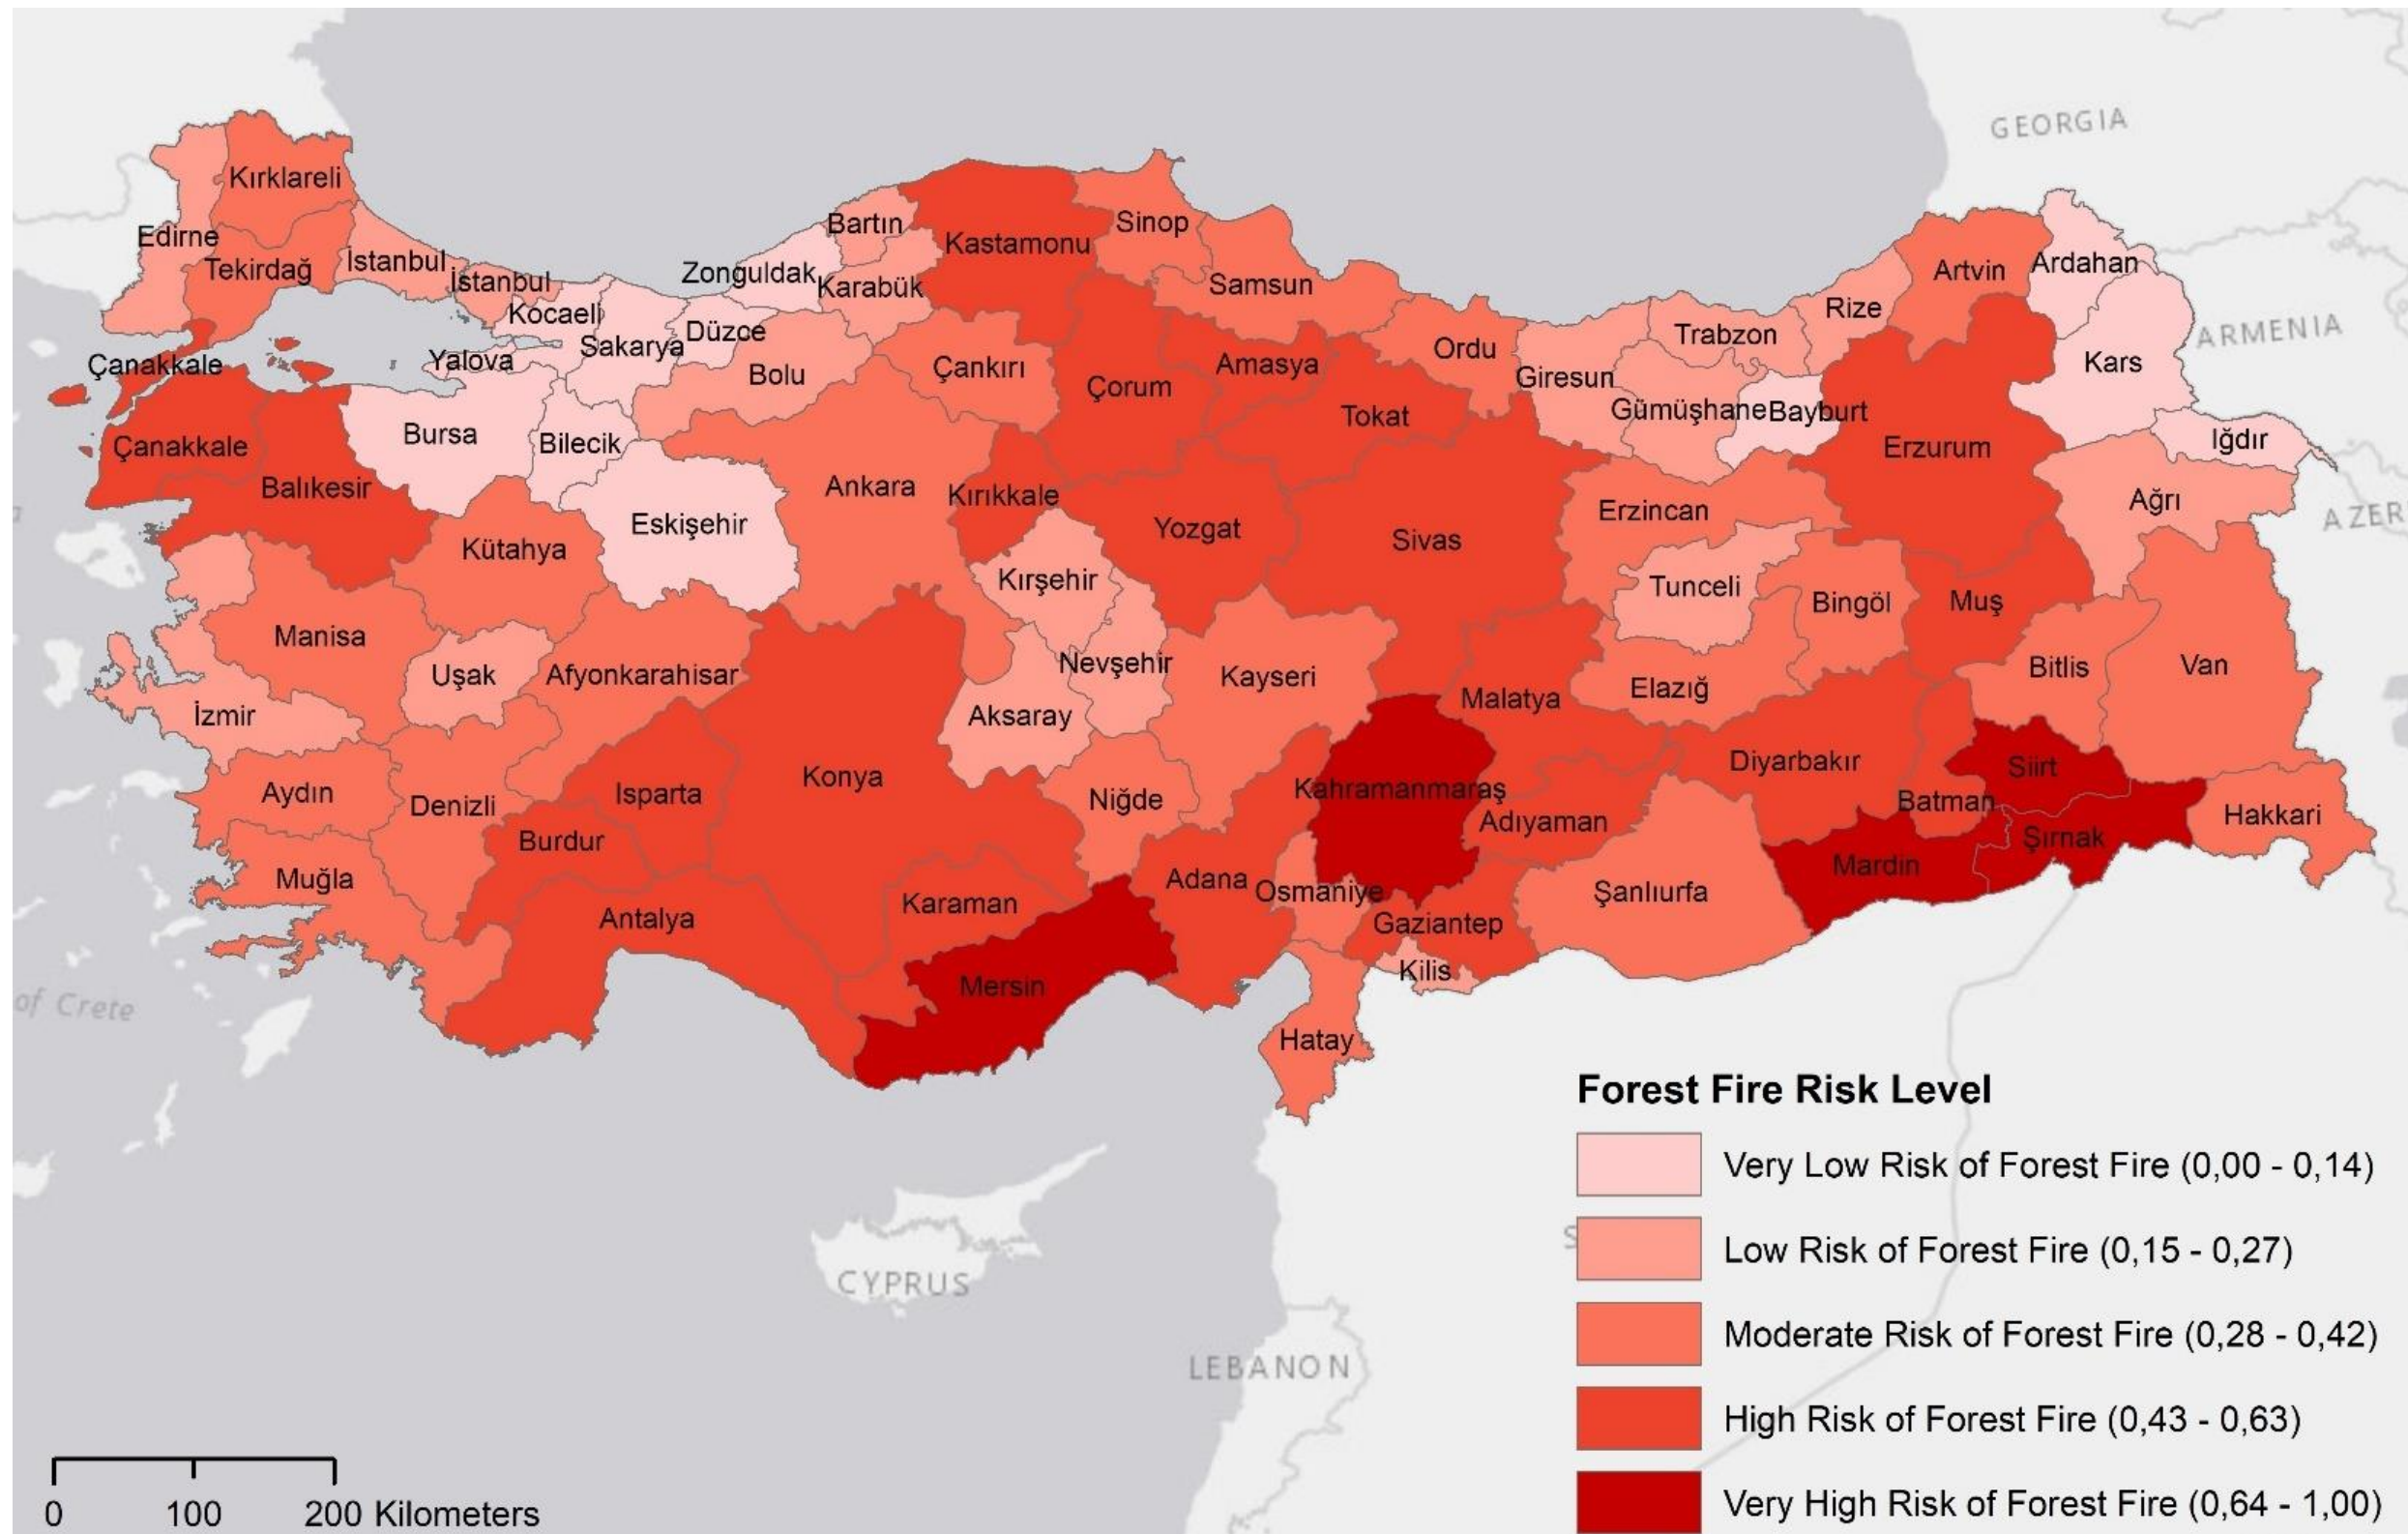 GEORGIA
Kırklareli
Edirne
Tekirdağ
İstanbul
İstanbul
Bartın
Zonguldak
Karabük
Kastamonu
Sinop
Samsun
Artvin
Ardahan
Rize
ARMENIA
Kocaeli
Düzce
Sakarya
Yalova
Çanakkale
Bolu
Çankırı
Çorum
Amasya
Ordu
Giresun
Trabzon
Kars
Gümüşhane
Bayburt
Tokat
Çanakkale
Bursa
Bilecik
Erzurum
Iğdır
Balıkesir
Ankara
Kırıkkale
Ağrı
AZER
Eskişehir
Yozgat
Sivas
Erzincan
Kütahya
Kırşehir
Tunceli
Bingöl
Muş
Manisa
Uşak
Afyonkarahisar
Nevşehir
Kayseri
Malatya
Elazığ
Bitlis
Van
İzmir
Aksaray
Konya
Isparta
Aydın
Denizli
Niğde
Kahramanmaraş
Diyarbakır
Siirt
Batman
Adıyaman
Burdur
Şırnak
Hakkari
Muğla
Antalya
Karaman
Adana
Osmaniye
Gaziantep
Şanlıurfa
Mardin
Mersin
Kilis
of Crete
Hatay
CYPRUS
LEBANON
S
Forest Fire Risk Level
Very Low Risk of Forest Fire (0,00 - 0,14)
Low Risk of Forest Fire (0,15 - 0,27)
Moderate Risk of Forest Fire (0,28 - 0,42)
High Risk of Forest Fire (0,43 - 0,63)
Very High Risk of Forest Fire (0,64 - 1,00)
0 100 200 Kilometers